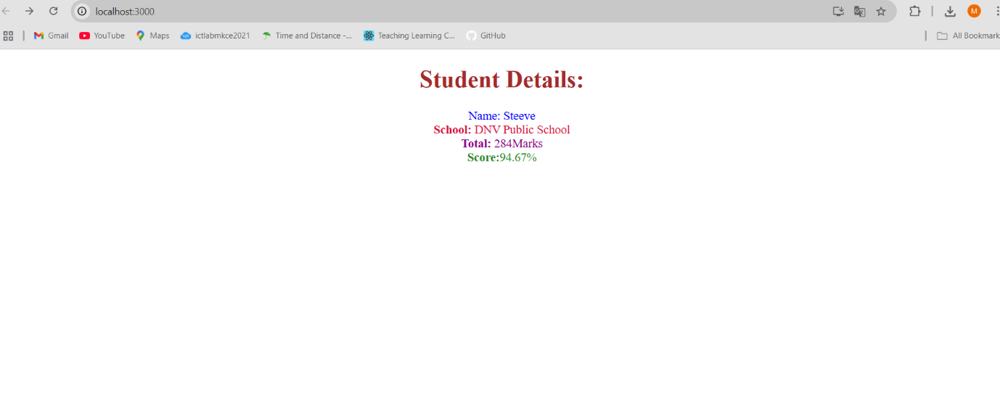 localhost:3000
Gmail YouTube Maps ictlabmkce2021 Time and Distance -... Teaching Learning C... GitHub All Bookmark
M
Student Details:
Name: Steeve
School: DNV Public School
Total: 284Marks
Score:94.67%